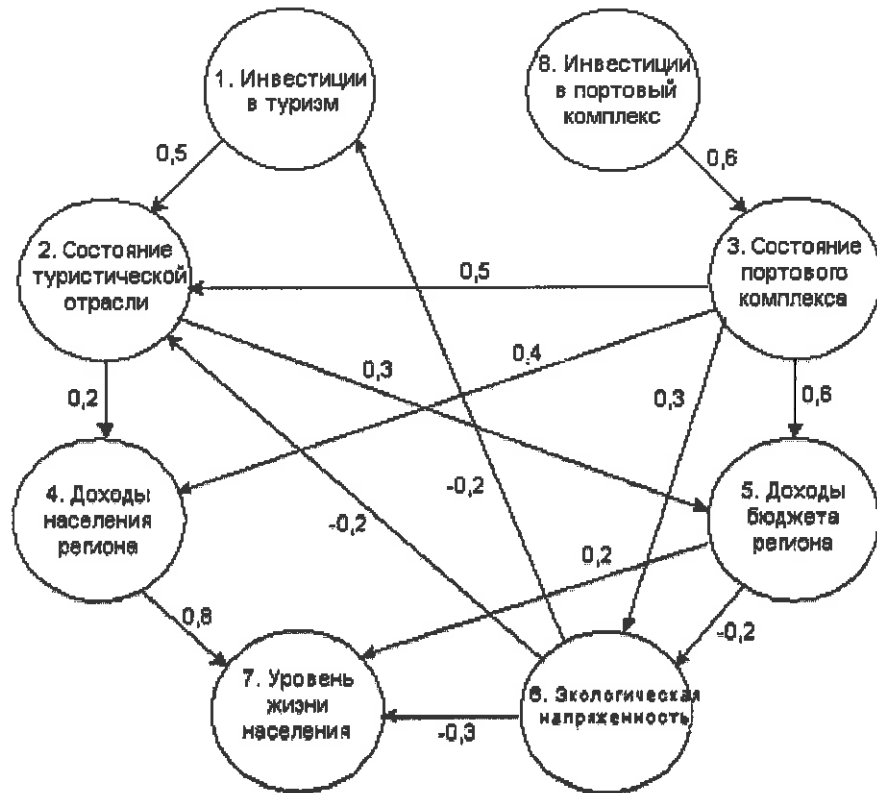 1. Инвестиции
в туризм
8. Инвестиции
в портовый
комплекс
0,5
0,6
2. Состояние
туристической
отрасли
3. Состояние
портового
комплекса
0,5
0,4
0,3
0,2
0,3
0,6
4. Доходы
населения
региона
-0,2
-0,2
5. Доходы
бюджета
региона
0,2
0,8
-0,2
7. Уровень
жизни
населения
6. Экологическая
напряженность
-0,3